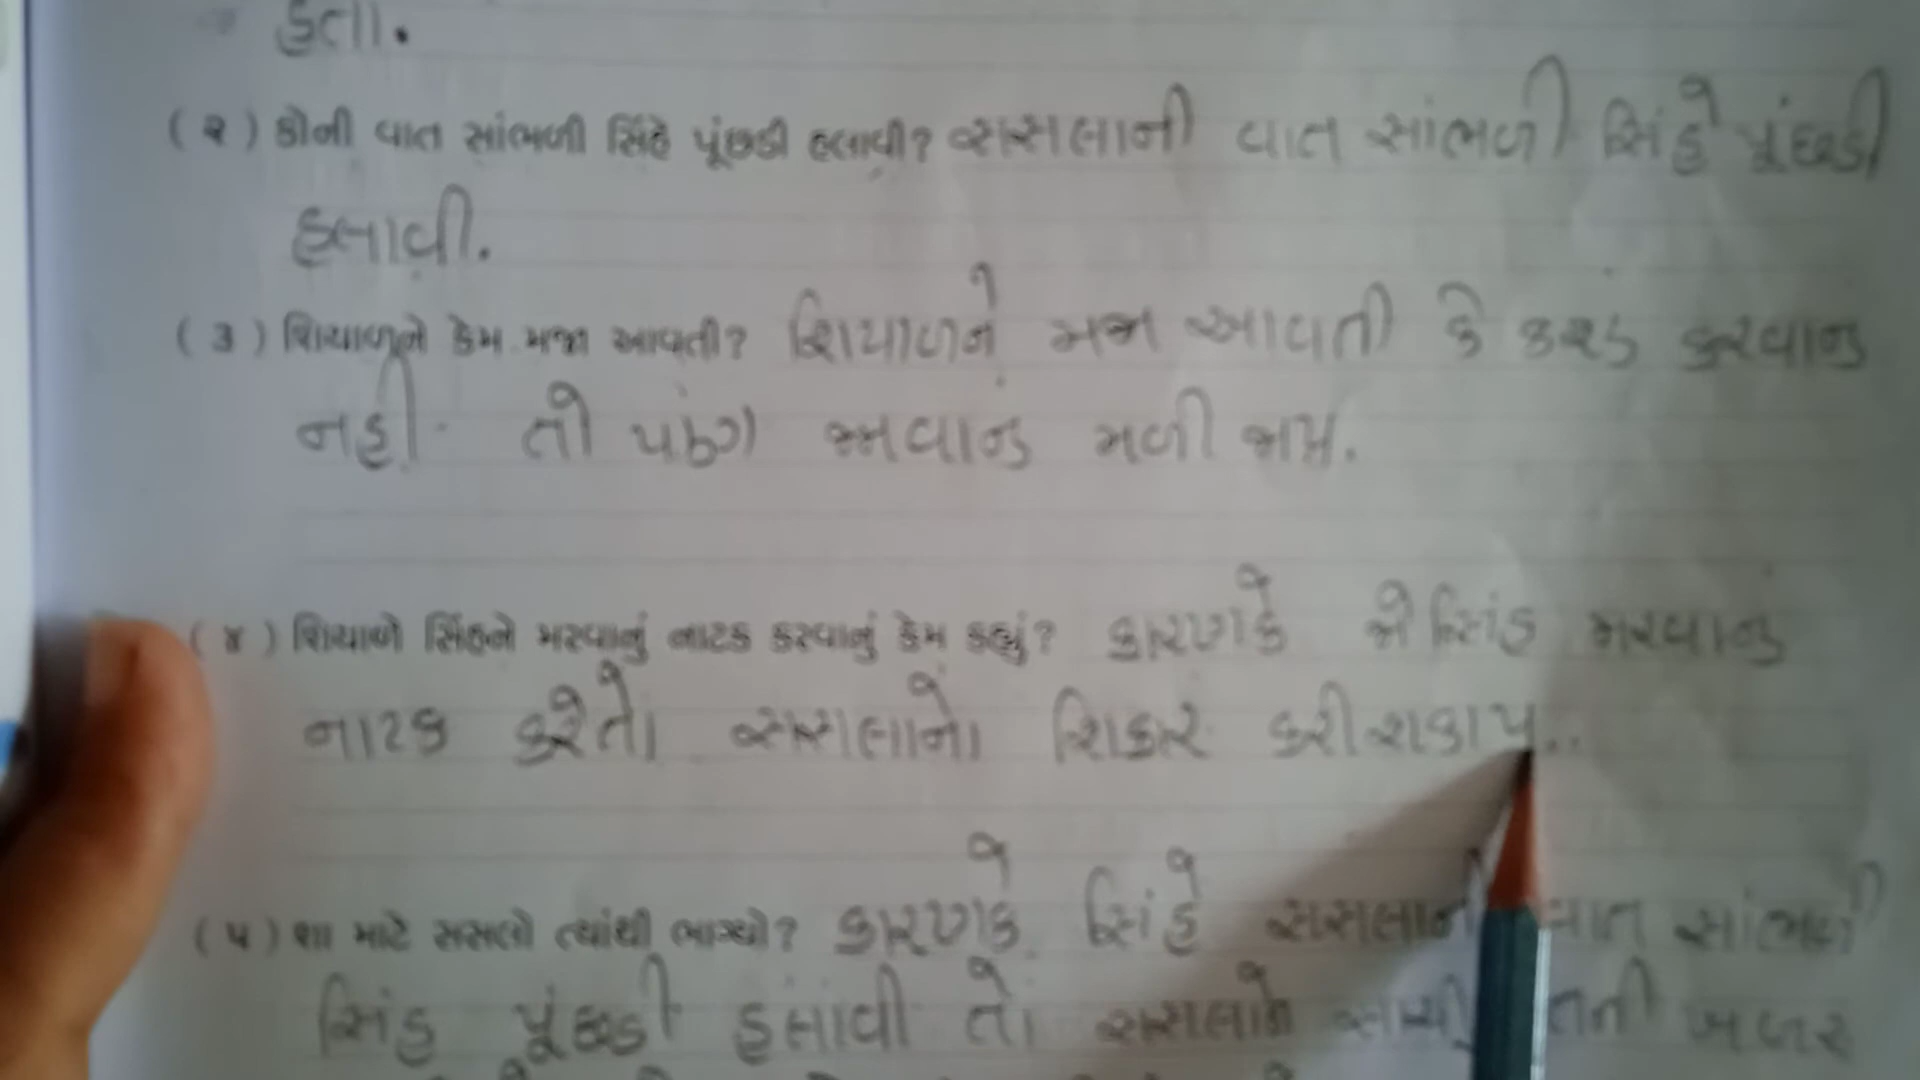 હતા.
(૨) કોની વાત સાંભળી સિંહે પૂંછડી હલાવી? સસલાની વાત સાંભળી સિંહે પૂંછડી
હલાવી.
(૩) શિયાળને કેમ મજા આવતી? શિયાળને મજા આવતી કે કશું કરવાનું
નહી તો પણ ખાવાનું મળી જાય.
(૪) શિયાળે સિંહને મરવાનું નાટક કરવાનું કેમ કહ્યું? કારણકે જો સિંહ મરવાનુ
નાટક કરેતો સસલાનો શિકાર કરી શકાય..
(૫) શા માટે સસલો ત્યાંથી ભાગ્યો? કારણકે સિંહે સસલાની વાત સાંભળી
સિંહ પૂંછડી હલાવી તો સસલાને સાચી ખબર